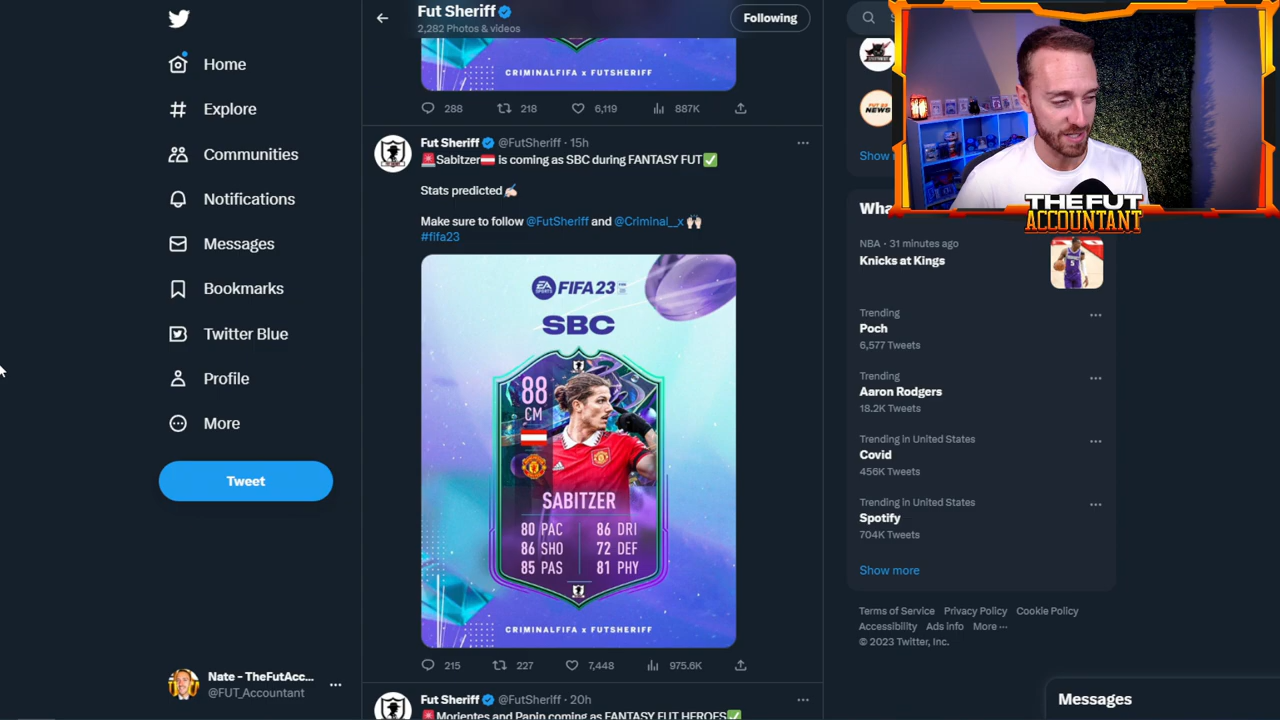 Home
Explore
Communities
Notifications
Messages
Bookmarks
Twitter Blue
Profile
More
Tweet
Nate - TheFutAcc...
@FUT_Accountant
Fut Sheriff
2,282 Photos & videos
Following
CRIMINALFIFA x FUTSHERIFF
288 218 6,119 887K
Fut Sheriff @FutSheriff · 15h
Sabitzer is coming as SBC during FANTASY FUT
Stats predicted
Make sure to follow @FutSheriff and @Criminal__x
#fifa23
EA SPORTS FIFA 23
SBC
88
CM
SABITZER
80 PAC 86 DRI
86 SHO 72 DEF
85 PAS 81 PHY
CRIMINALFIFA x FUTSHERIFF
215 227 7,448 975.6K
Fut Sheriff @FutSheriff · 20h
Morientes and Papin coming as FANTASY FUT HEROES
THE FUT
ACCOUNTANT
NBA · 31 minutes ago
Knicks at Kings
Trending
Poch
6,577 Tweets
Trending
Aaron Rodgers
18.2K Tweets
Trending in United States
Covid
456K Tweets
Trending in United States
Spotify
704K Tweets
Show more
Terms of Service Privacy Policy Cookie Policy
Accessibility Ads info More ···
© 2023 Twitter, Inc.
Messages